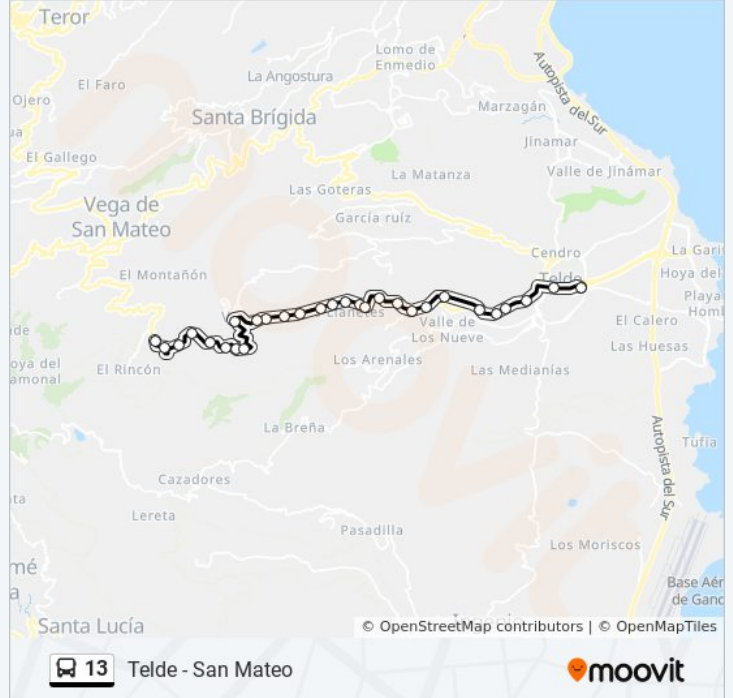 Teror
Lomo de
Enmedio
La Angostura
El Faro
Autopista del Sur
Ojero
Marzagán
Santa Brígida
Jinamar
El Gallego
Valle de Jinámar
La Matanza
Las Goteras
Vega de
San Mateo
García ruíz
Cendro
La Gari
El Montañón
Telde
Hoya del
Playa
Llanetes
El Calero
Valle de
Los Nueve
Las Huesas
Los Arenales
El Rincón
Las Medianías
oya del
amonal
La Breña
Autopista del Sur
Tufia
Cazadores
Lereta
Pasadilla
Los Moriscos
Base Aér
de Ganc
Santa Lucía
© OpenStreetMap contributors | © OpenMapTiles
13 Telde - San Mateo
moovit